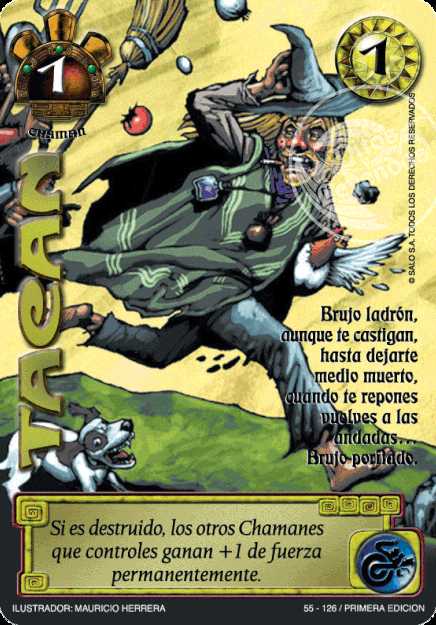 1
CHAMAN
1
TACAN
© SALO S.A. TODOS LOS DERECHOS RESERVADOS
Brujo ladrón,
aunque te castigan,
hasta dejarte
medio muerto,
cuando te repones
vuelves a las
andadas...
Brujo porfiado.
Si es destruido, los otros Chamanes
que controles ganan +1 de fuerza
permanentemente.
ILUSTRADOR: MAURICIO HERRERA
55 - 126 / PRIMERA EDICION